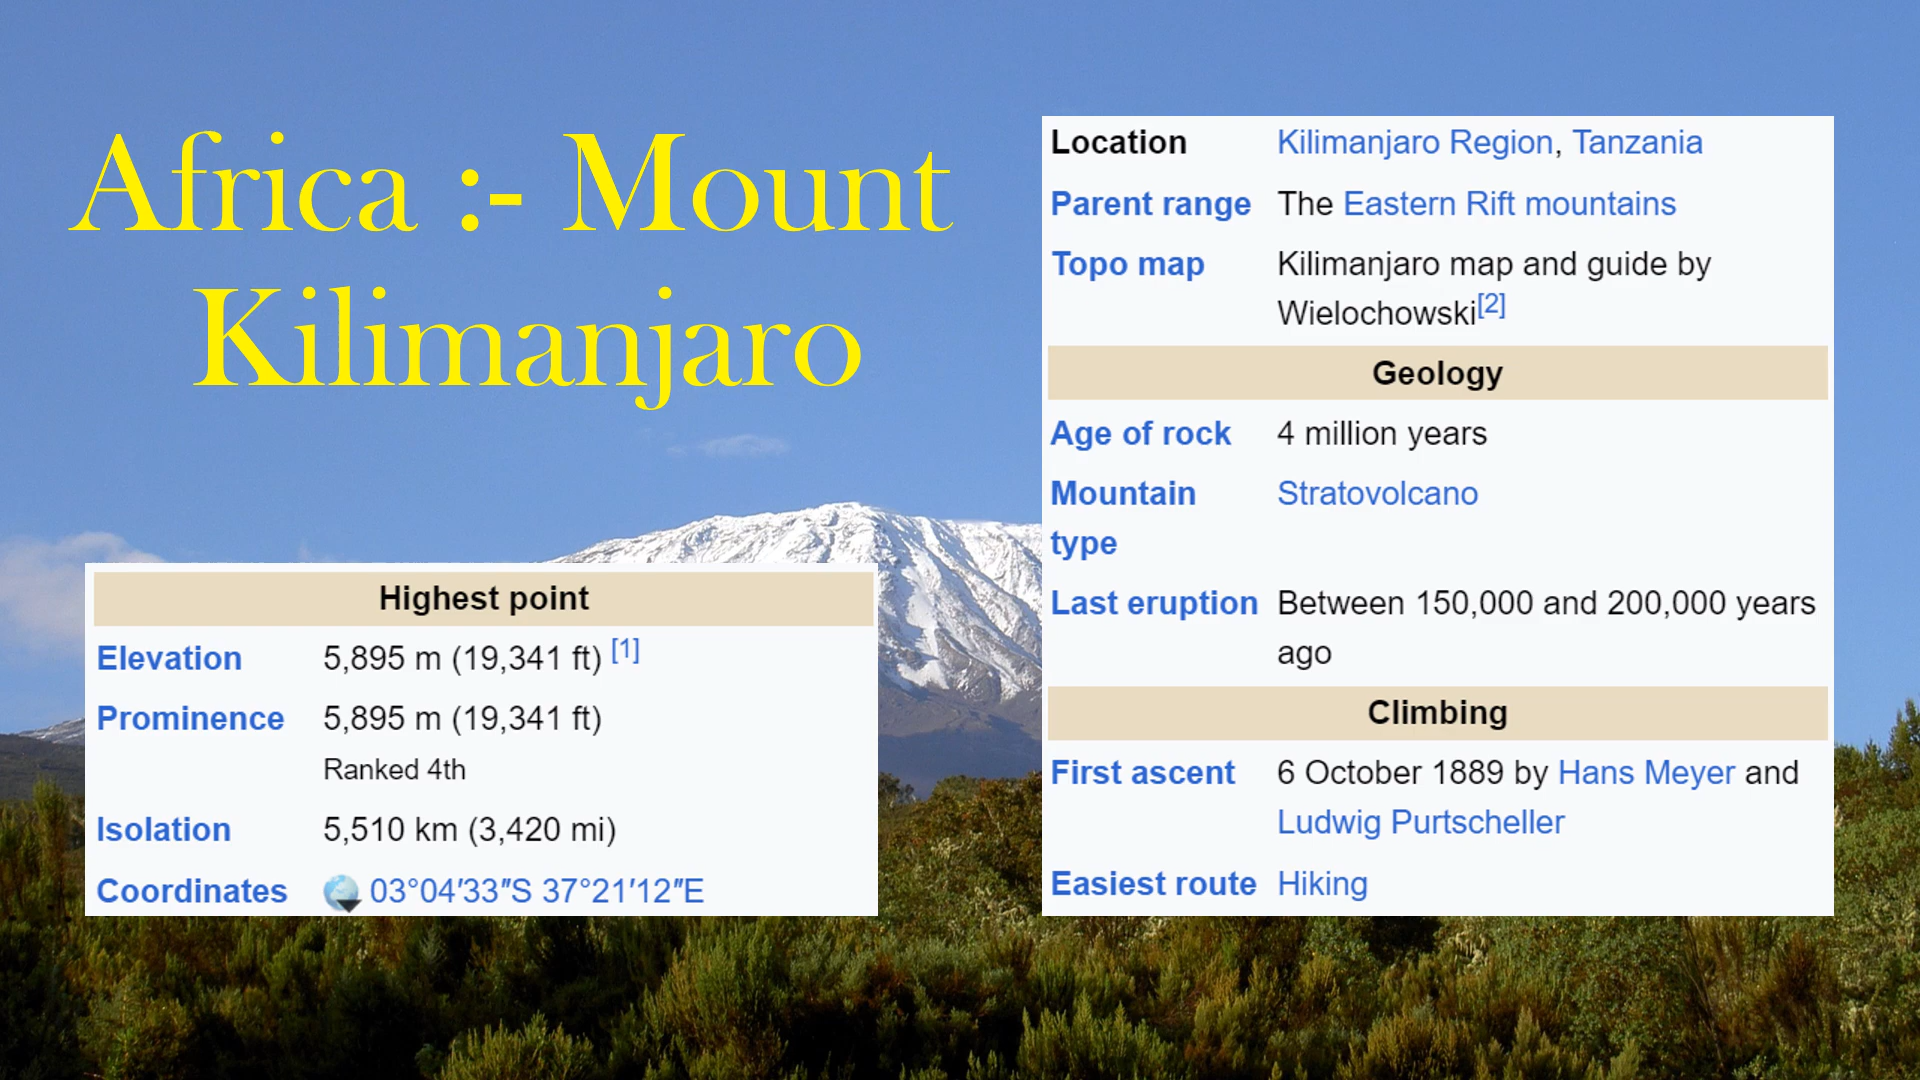 Africa :- Mount
Kilimanjaro
Highest point
Elevation 5,895 m (19,341 ft) [1]
Prominence 5,895 m (19,341 ft)
Ranked 4th
Isolation 5,510 km (3,420 mi)
Coordinates 03°04′33″S 37°21′12″E
Location Kilimanjaro Region, Tanzania
Parent range The Eastern Rift mountains
Topo map Kilimanjaro map and guide by
Wielochowski[2]
Geology
Age of rock 4 million years
Mountain Stratovolcano
type
Last eruption Between 150,000 and 200,000 years
ago
Climbing
First ascent 6 October 1889 by Hans Meyer and
Ludwig Purtscheller
Easiest route Hiking